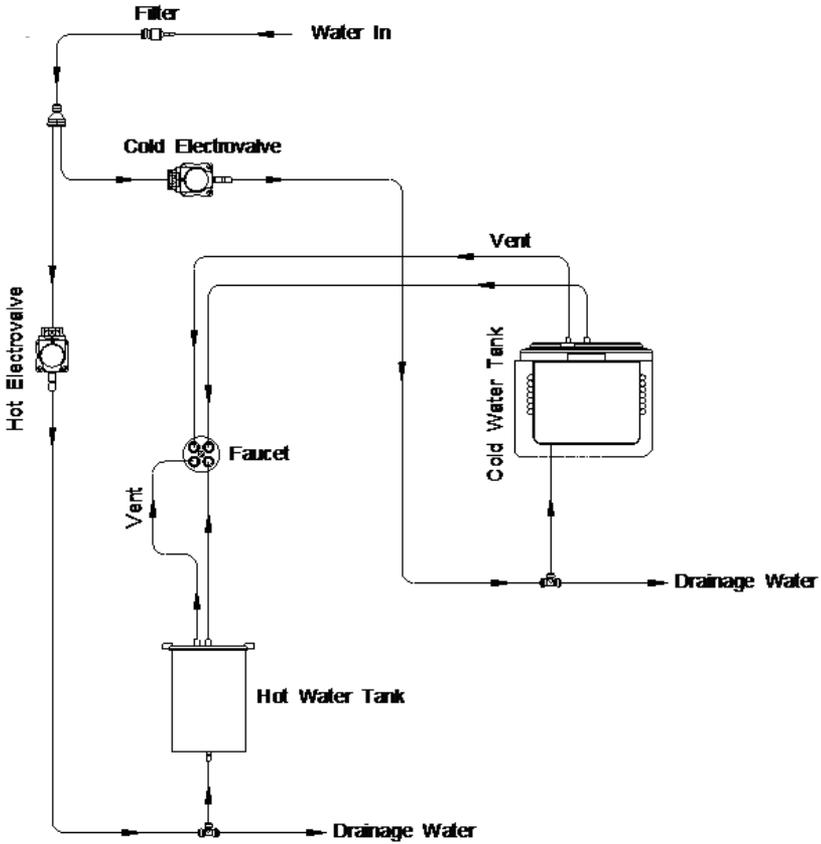 Filter
Water In
Cold Electrovalve
Vent
Hot Electrovalve
Cold Water Tank
Faucet
Vent
Drainage Water
Hot Water Tank
Drainage Water